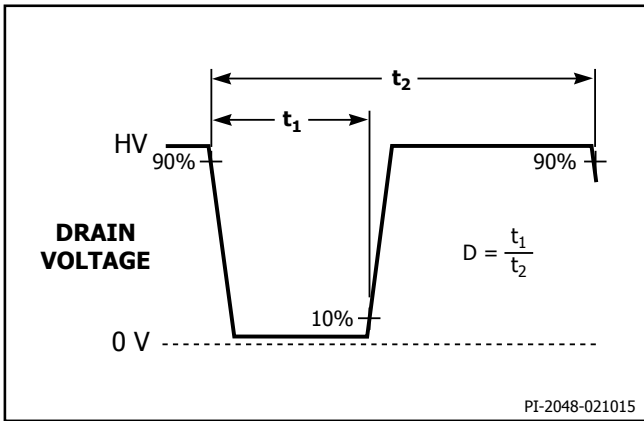 t2
t1
HV
90%
90%
DRAIN
VOLTAGE
D = t1
t2
10%
0 V
PI-2048-021015